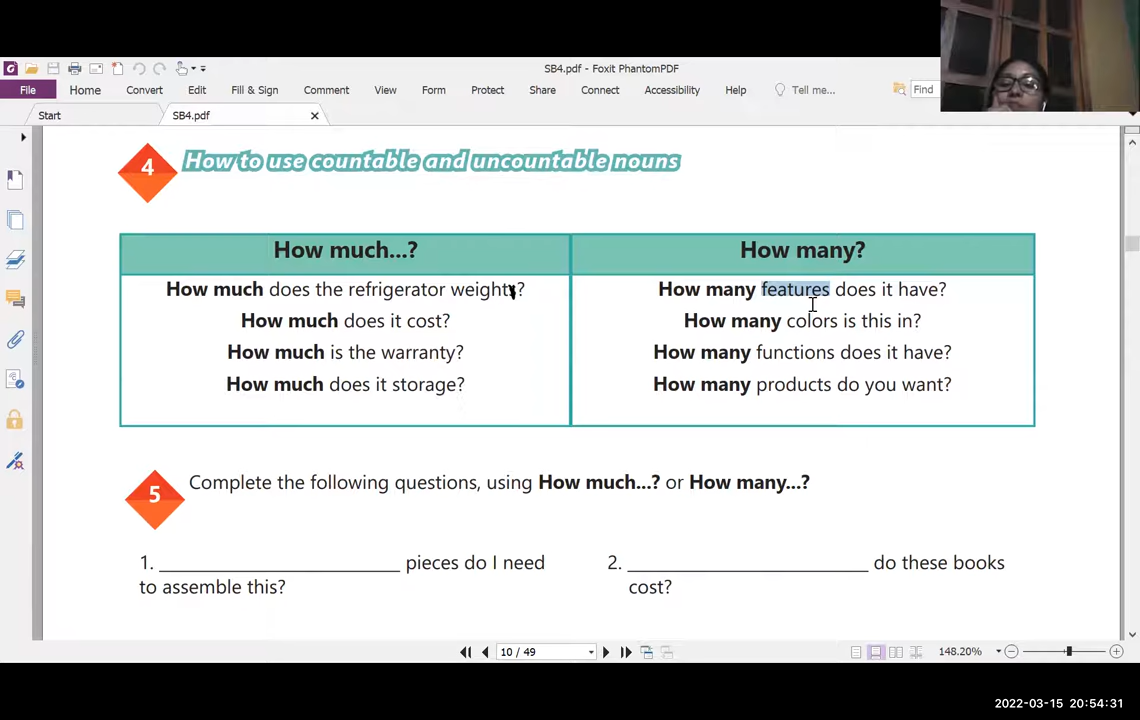 SB4.pdf - Foxit PhantomPDF
File Home Convert Edit Fill & Sign Comment View Form Protect Share Connect Accessibility Help Tell me... Find
Start SB4.pdf
4 How to use countable and uncountable nouns
How much...? How many?
How much does the refrigerator weight? How many features does it have?
How much does it cost? How many colors is this in?
How much is the warranty? How many functions does it have?
How much does it storage? How many products do you want?
5 Complete the following questions, using How much...? or How many...?
1. ________________________ pieces do I need 2. ________________________ do these books
to assemble this? cost?
10 / 49 148.20%
2022-03-15 20:54:31